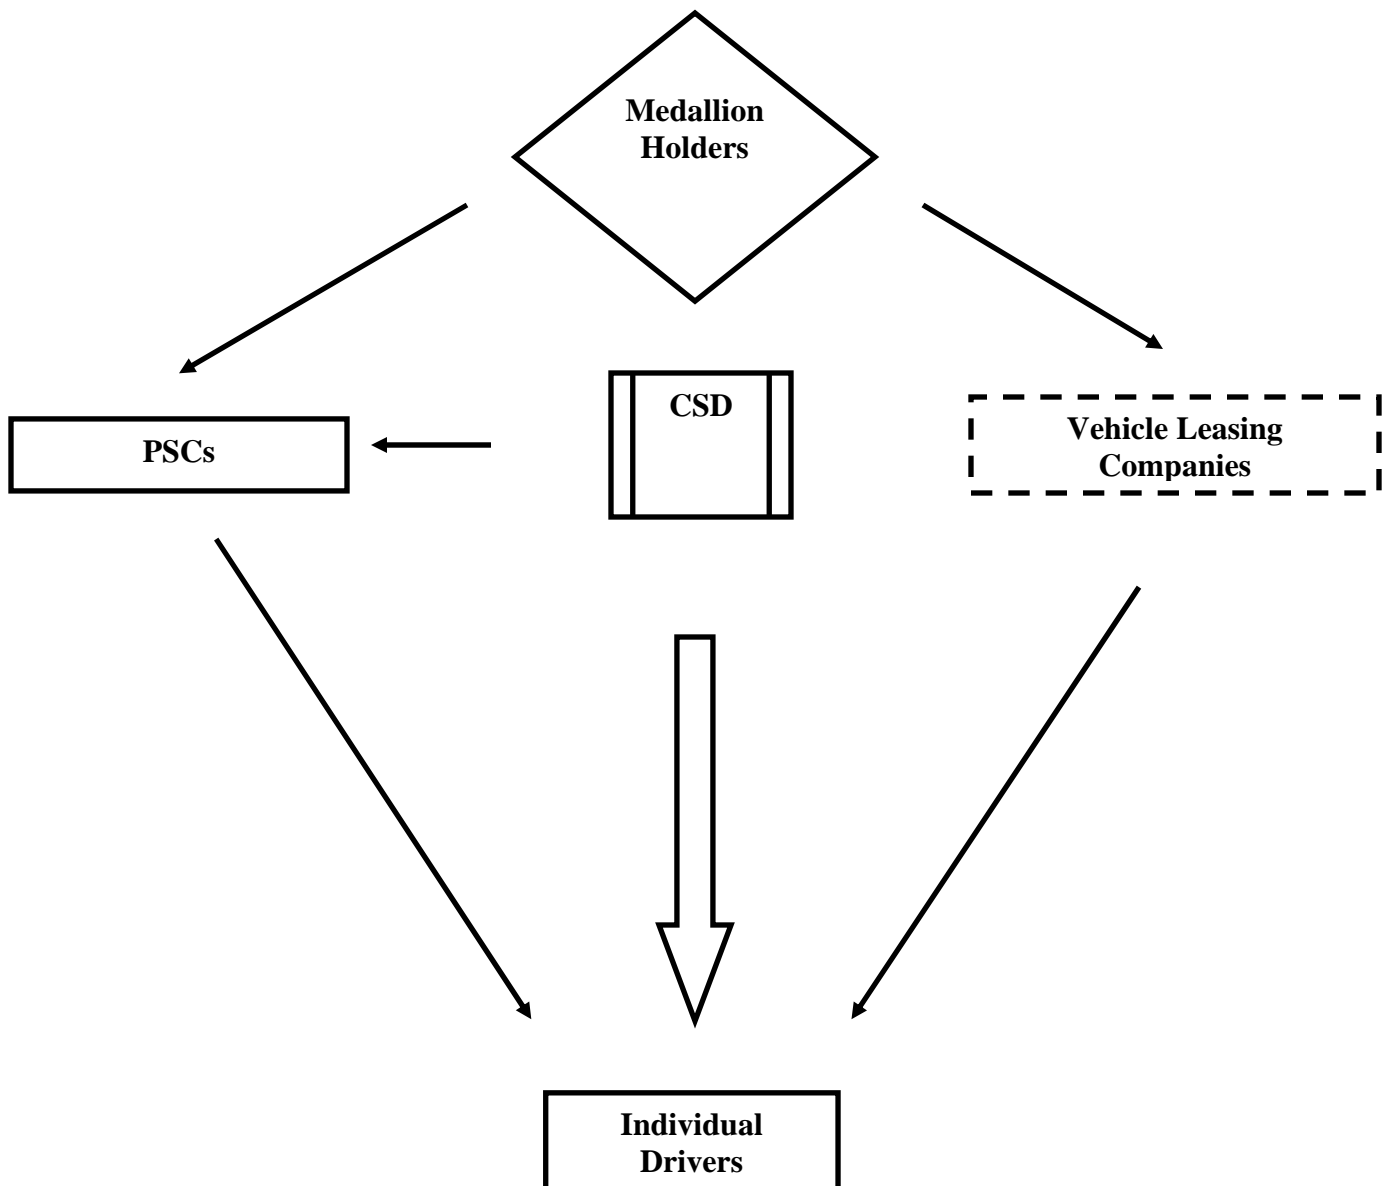 Medallion
Holders
PSCs
CSD
Vehicle Leasing
Companies
Individual
Drivers